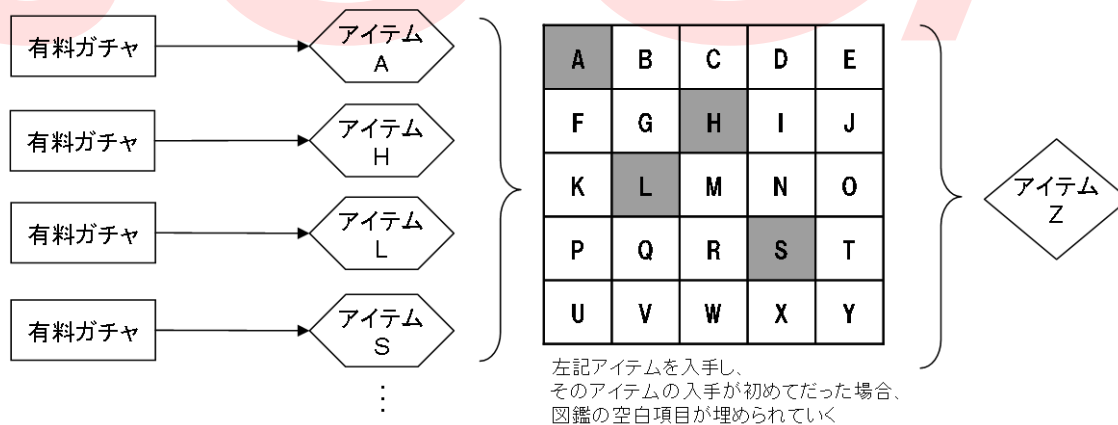 有料ガチャ
アイテム
A
有料ガチャ
アイテム
H
有料ガチャ
アイテム
L
有料ガチャ
アイテム
S
⋮
A B C D E
F G H I J
K L M N O
P Q R S T
U V W X Y
左記アイテムを入手し、
そのアイテムの入手が初めてだった場合、
図鑑の空白項目が埋められていく
アイテム
Z